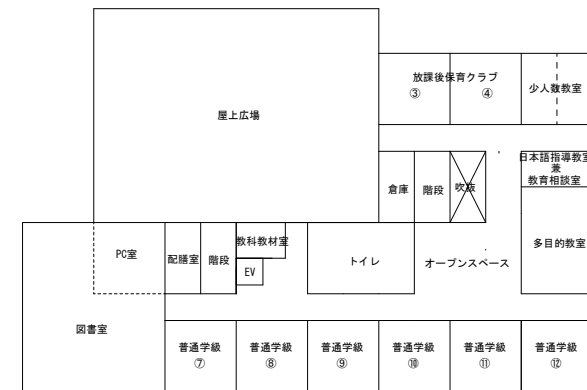 放課後保育クラブ
③
④
少人数教室
屋上広場
日本語指導教室
兼
教育相談室
倉庫
階段
吹抜
多目的教室
教科教材室
PC室
配膳室
階段
EV
トイレ
オープンスペース
図書室
普通学級
⑦
普通学級
⑧
普通学級
⑨
普通学級
⑩
普通学級
⑪
普通学級
⑫